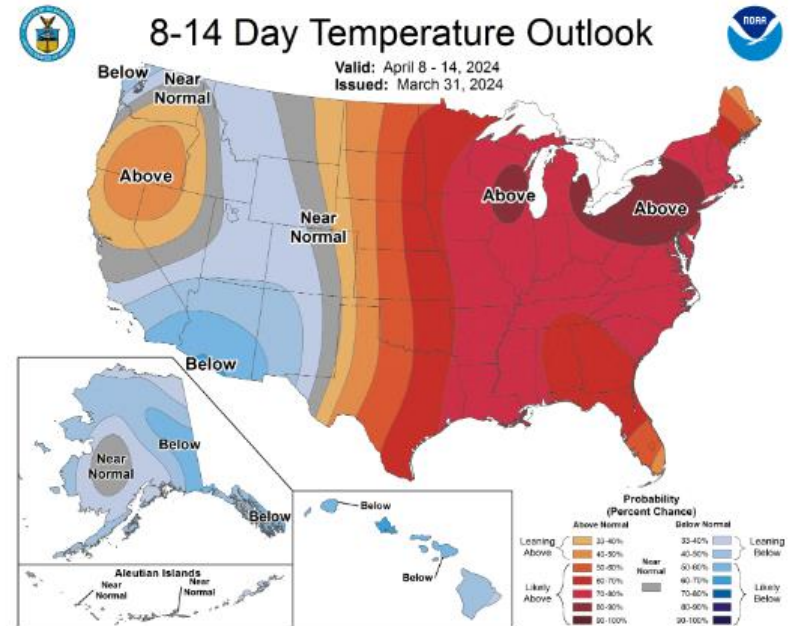 8-14 Day Temperature Outlook
NOAA
Valid: April 8 - 14, 2024
Issued: March 31, 2024
Below
Near
Normal
Above
Near
Normal
Above
Above
Below
Below
Near
Normal
Below
Below
Below
Aleutian Islands
Near
Normal
Near
Normal
Probability
(Percent Chance)
Above Normal
Below Normal
Leaning
Above
33-40%
40-50%
Likely
Above
50-60%
60-70%
70-80%
80-90%
90-100%
Near
Normal
33-40%
40-50%
Leaning
Below
50-60%
60-70%
70-80%
80-90%
90-100%
Likely
Below